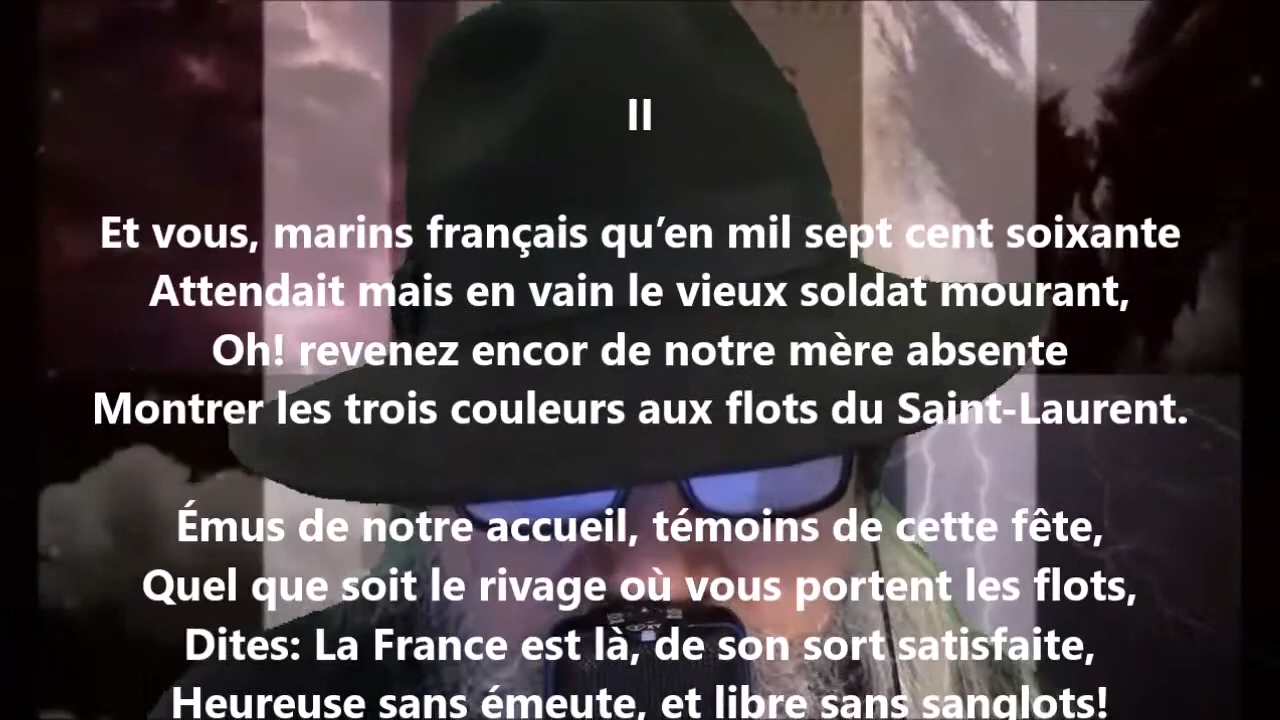 II
Et vous, marins français qu’en mil sept cent soixante
Attendait mais en vain le vieux soldat mourant,
Oh! revenez encor de notre mère absente
Montrer les trois couleurs aux flots du Saint-Laurent.
Émus de notre accueil, témoins de cette fête,
Quel que soit le rivage où vous portent les flots,
Dites: La France est là, de son sort satisfaite,
Heureuse sans émeute, et libre sans sanglots!